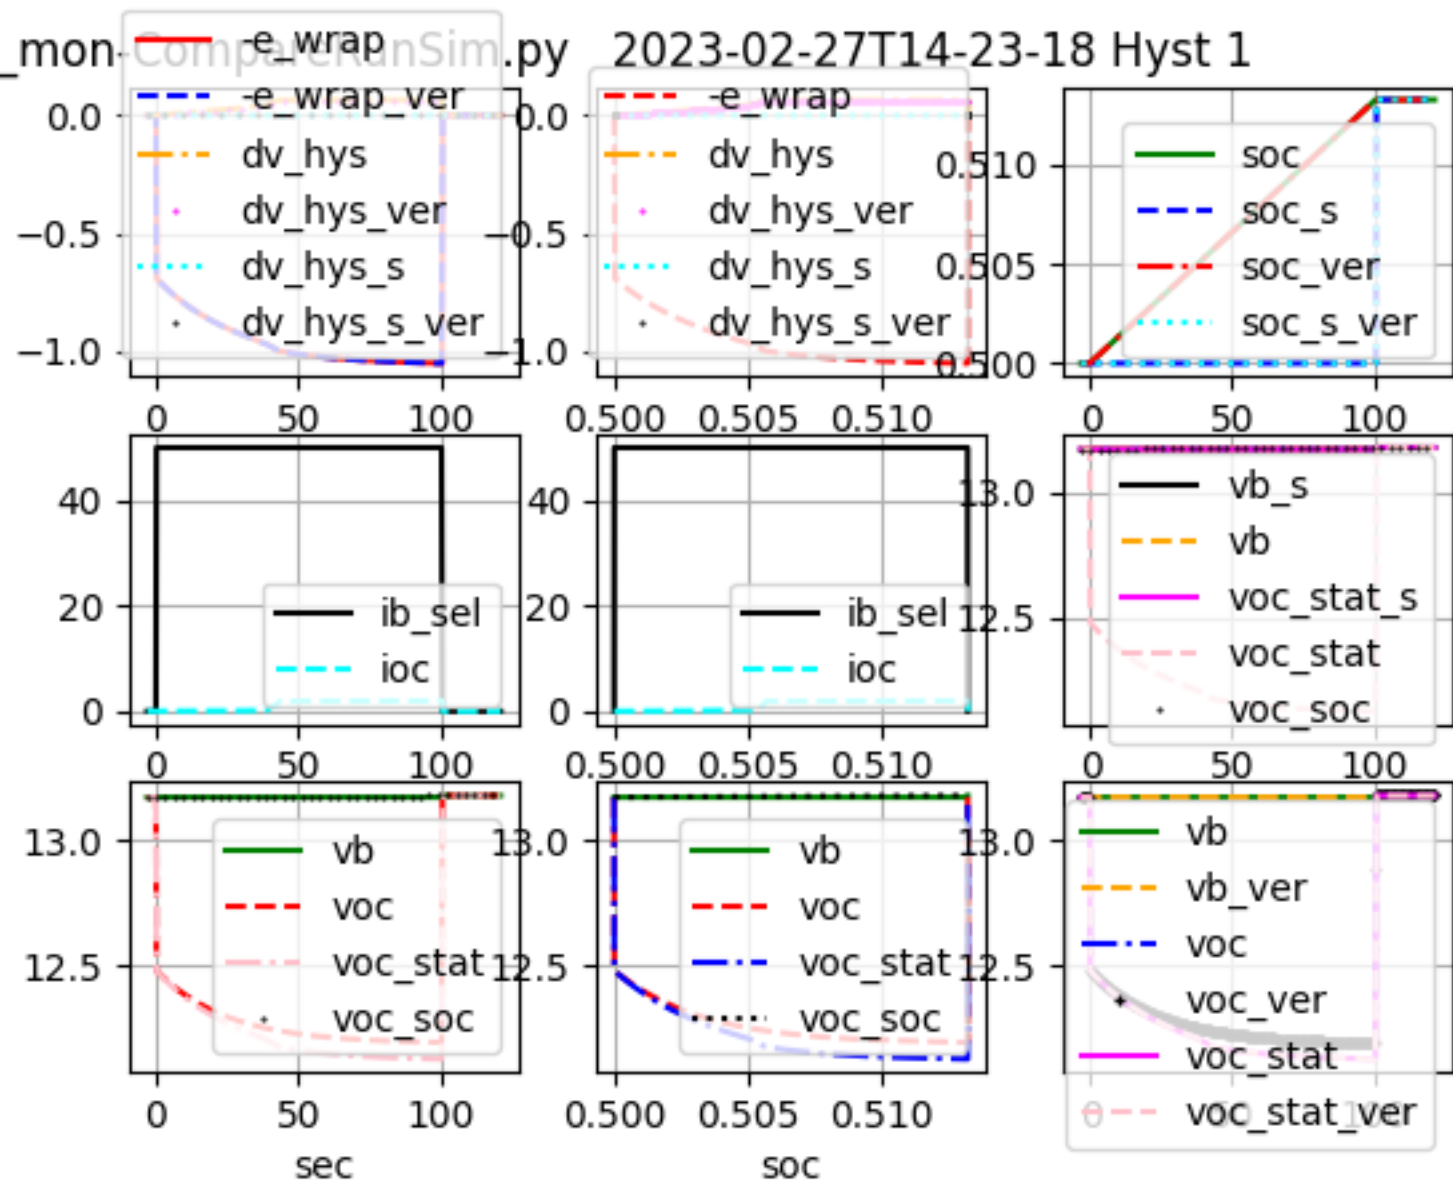 _mon-CompareRunSim.py 2023-02-27T14-23-18 Hyst 1
-e_wrap
-e_wrap_ver
dv_hys
dv_hys_ver
dv_hys_s
dv_hys_s_ver
0.0
−0.5
−1.0
0 50 100
-e_wrap
dv_hys
dv_hys_ver
dv_hys_s
dv_hys_s_ver
0.0
−0.5
−1.0
0.500 0.505 0.510
soc
soc_s
soc_ver
soc_s_ver
0.510
0.505
0.500
0 50 100
40
20
0
ib_sel
ioc
0 50 100
40
20
0
ib_sel
ioc
0.500 0.505 0.510
13.0
12.5
vb_s
vb
voc_stat_s
voc_stat
voc_soc
0 50 100
13.0
12.5
vb
voc
voc_stat
voc_soc
0 50 100
sec
13.0
12.5
vb
voc
voc_stat
voc_soc
0.500 0.505 0.510
soc
13.0
12.5
vb
vb_ver
voc
voc_ver
voc_stat
voc_stat_ver
0 50 100